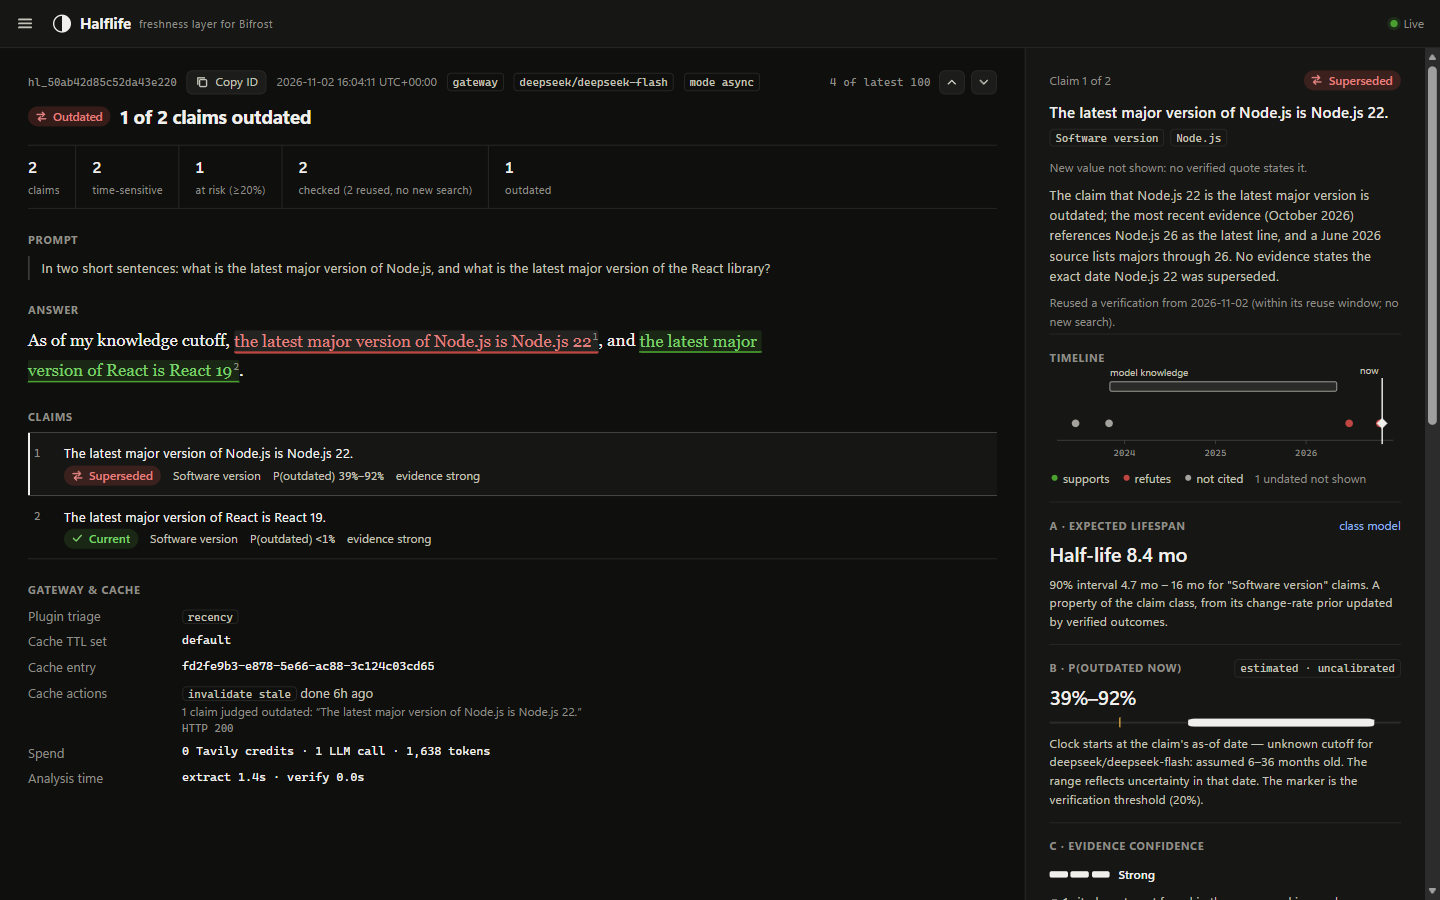 Halflife freshness layer for Bifrost
Live
hl_50ab42d85c52da43e220 Copy ID 2026-11-02 16:04:11 UTC+00:00 gateway deepseek/deepseek-flash mode async 4 of latest 100
Outdated 1 of 2 claims outdated
2 2 1 2 1
claims time-sensitive at risk (≥20%) checked (2 reused, no new search) outdated
PROMPT
In two short sentences: what is the latest major version of Node.js, and what is the latest major version of the React library?
ANSWER
As of my knowledge cutoff, the latest major version of Node.js is Node.js 22¹, and the latest major
version of React is React 19².
CLAIMS
1 The latest major version of Node.js is Node.js 22.
Superseded Software version P(outdated) 39%–92% evidence strong
2 The latest major version of React is React 19.
Current Software version P(outdated) <1% evidence strong
GATEWAY & CACHE
Plugin triage recency
Cache TTL set default
Cache entry fd2fe9b3-e878-5e66-ac88-3c124c03cd65
Cache actions invalidate stale done 6h ago
1 claim judged outdated: "The latest major version of Node.js is Node.js 22."
HTTP 200
Spend 0 Tavily credits · 1 LLM call · 1,638 tokens
Analysis time extract 1.4s · verify 0.0s
Claim 1 of 2 Superseded
The latest major version of Node.js is Node.js 22.
Software version Node.js
New value not shown: no verified quote states it.
The claim that Node.js 22 is the latest major version is
outdated; the most recent evidence (October 2026)
references Node.js 26 as the latest line, and a June 2026
source lists majors through 26. No evidence states the
exact date Node.js 22 was superseded.
Reused a verification from 2026-11-02 (within its reuse window; no
new search).
TIMELINE
model knowledge now
2024 2025 2026
supports refutes not cited 1 undated not shown
A · EXPECTED LIFESPAN class model
Half-life 8.4 mo
90% interval 4.7 mo – 16 mo for "Software version" claims. A
property of the claim class, from its change-rate prior updated
by verified outcomes.
B · P(OUTDATED NOW) estimated · uncalibrated
39%–92%
Clock starts at the claim's as-of date — unknown cutoff for
deepseek/deepseek-flash: assumed 6–36 months old. The
range reflects uncertainty in that date. The marker is the
verification threshold (20%).
C · EVIDENCE CONFIDENCE
Strong